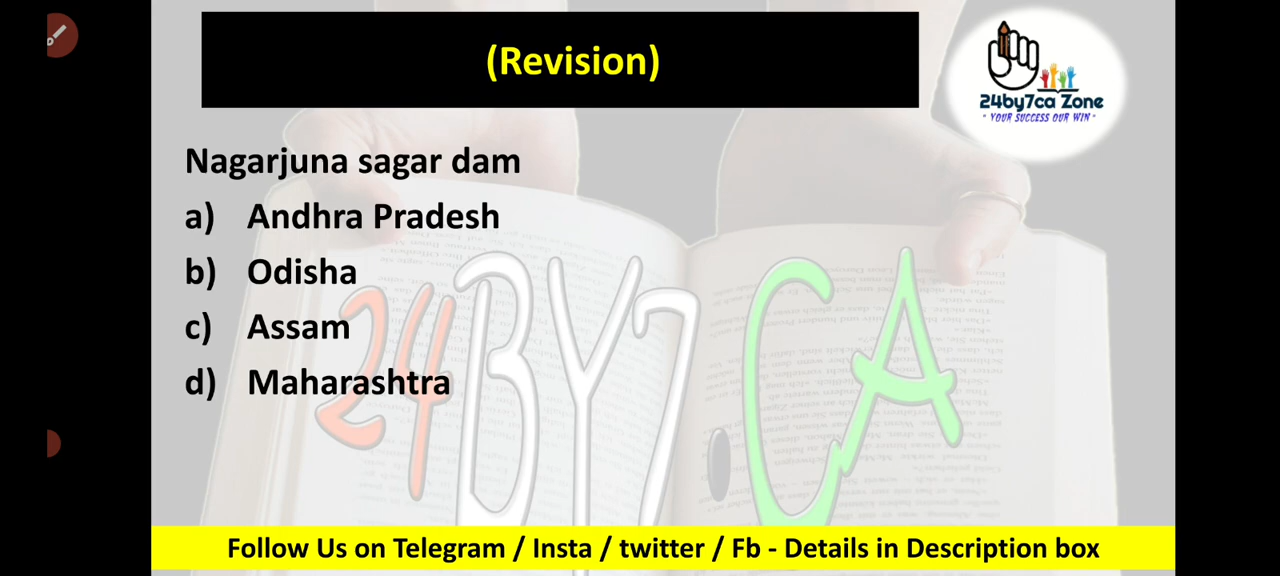 (Revision)
24by7ca Zone
" YOUR SUCCESS OUR WIN "
Nagarjuna sagar dam
a) Andhra Pradesh
b) Odisha
c) Assam
d) Maharashtra
24BY7.CA
Follow Us on Telegram / Insta / twitter / Fb - Details in Description box